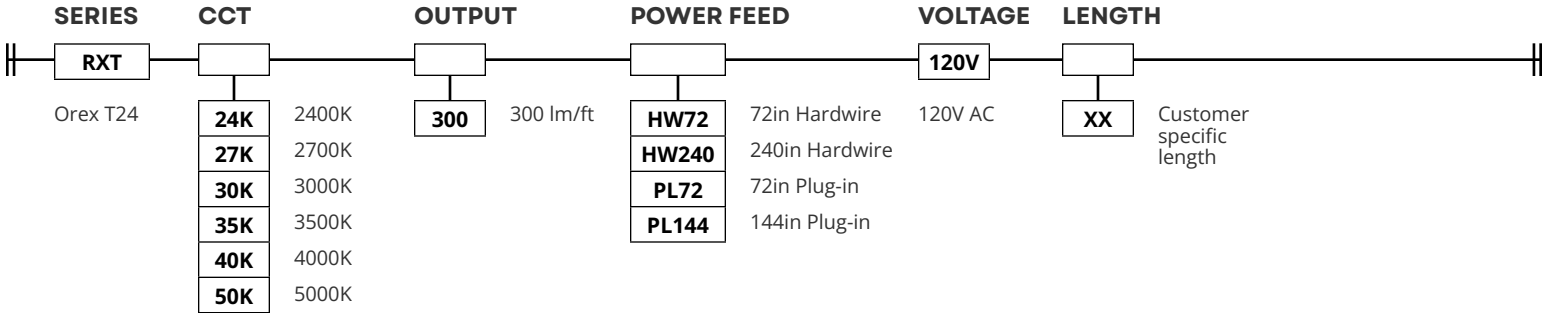 SERIES CCT OUTPUT POWER FEED VOLTAGE LENGTH
RXT 120V
Orex T24 24K 2400K 300 300 lm/ft HW72 72in Hardwire 120V AC XX Customer
specific
length
27K 2700K HW240 240in Hardwire
30K 3000K PL72 72in Plug-in
35K 3500K PL144 144in Plug-in
40K 4000K
50K 5000K